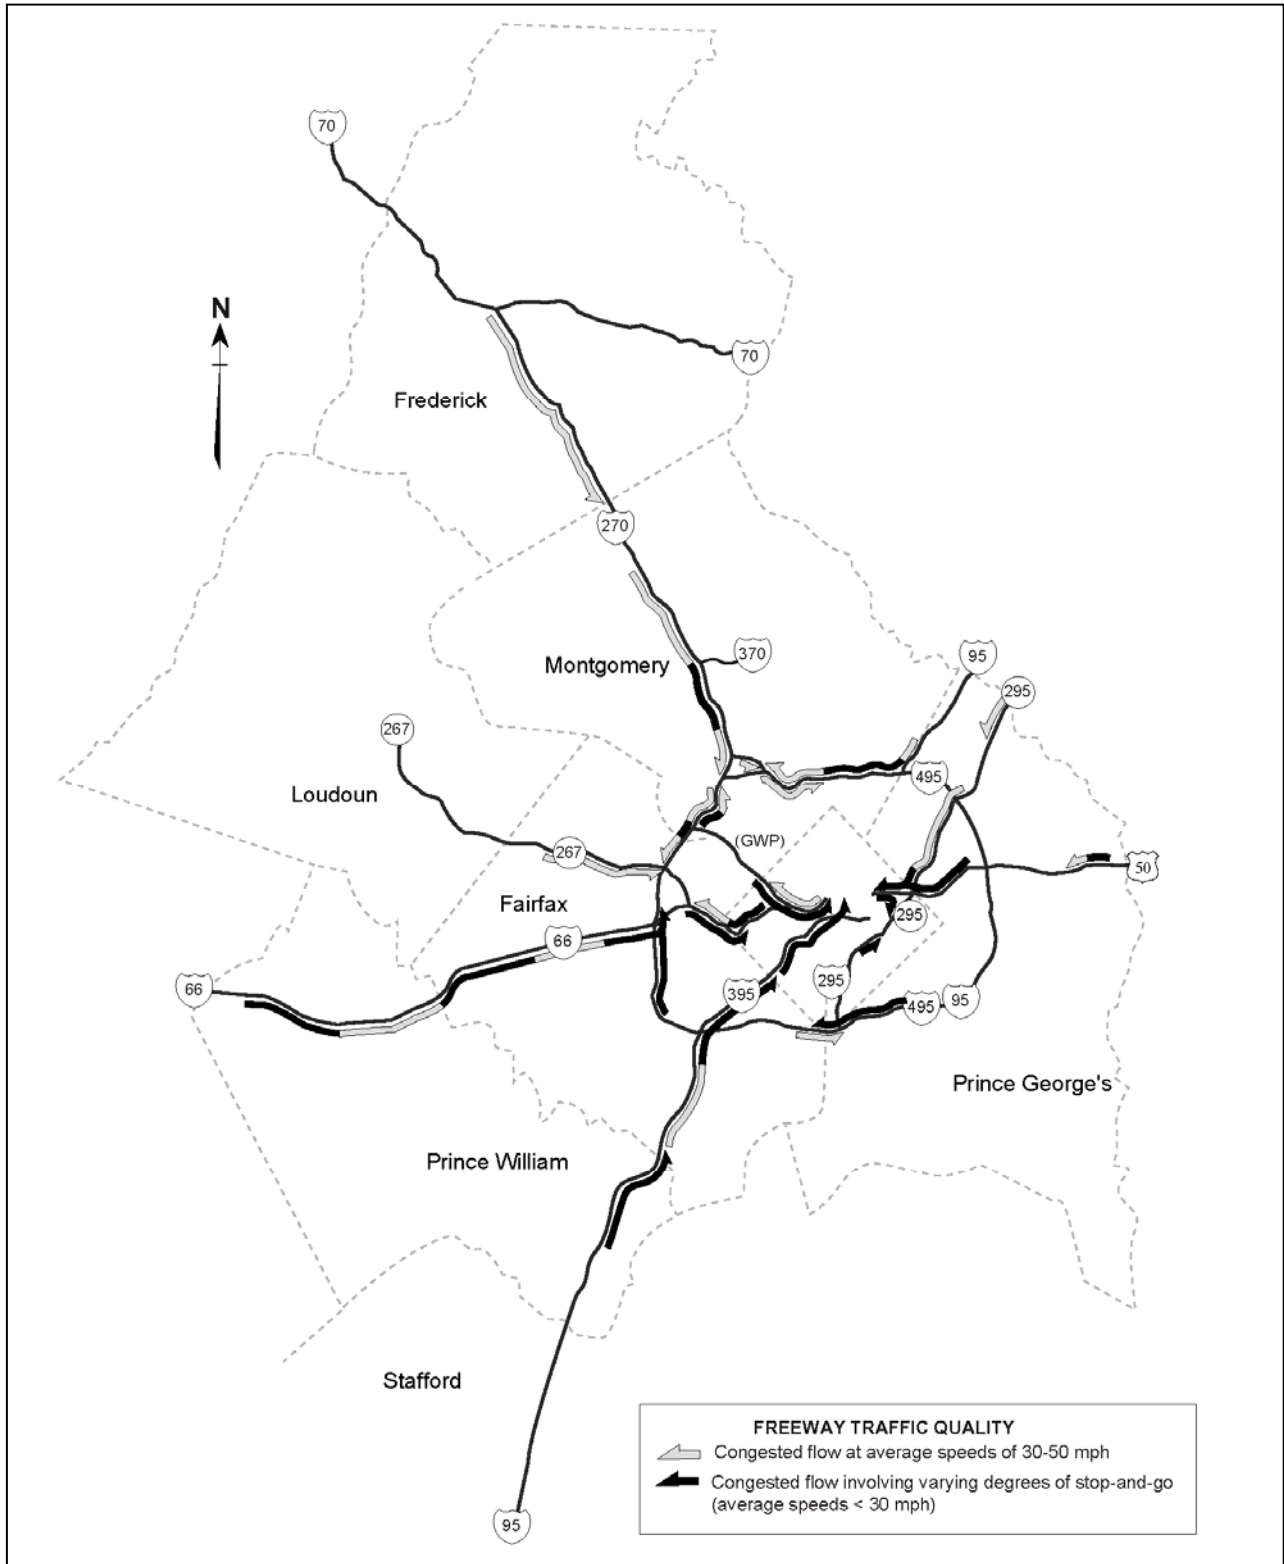 70
N
70
Frederick
270
370
Montgomery
95
295
267
495
Loudoun
(GWP)
267
50
Fairfax
295
66
66
295
395
495
95
Prince George's
Prince William
Stafford
95
FREEWAY TRAFFIC QUALITY
Congested flow at average speeds of 30-50 mph
Congested flow involving varying degrees of stop-and-go
(average speeds < 30 mph)